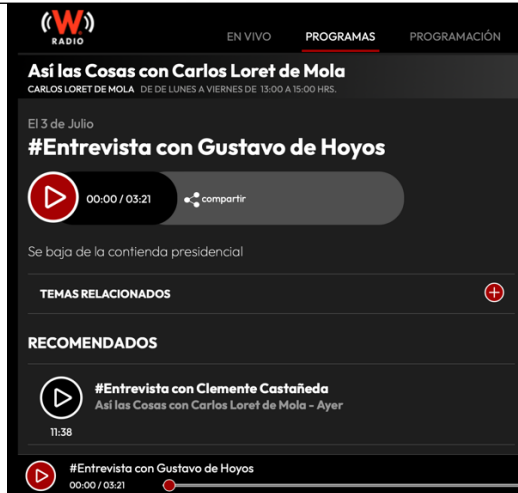 W
RADIO
EN VIVO PROGRAMAS PROGRAMACIÓN
Así las Cosas con Carlos Loret de Mola
CARLOS LORET DE MOLA DE DE LUNES A VIERNES DE 13:00 A 15:00 HRS.
El 3 de Julio
#Entrevista con Gustavo de Hoyos
00:00 / 03:21 compartir
Se baja de la contienda presidencial
TEMAS RELACIONADOS
RECOMENDADOS
#Entrevista con Clemente Castañeda
Así las Cosas con Carlos Loret de Mola - Ayer
11:38
#Entrevista con Gustavo de Hoyos
00:00 / 03:21